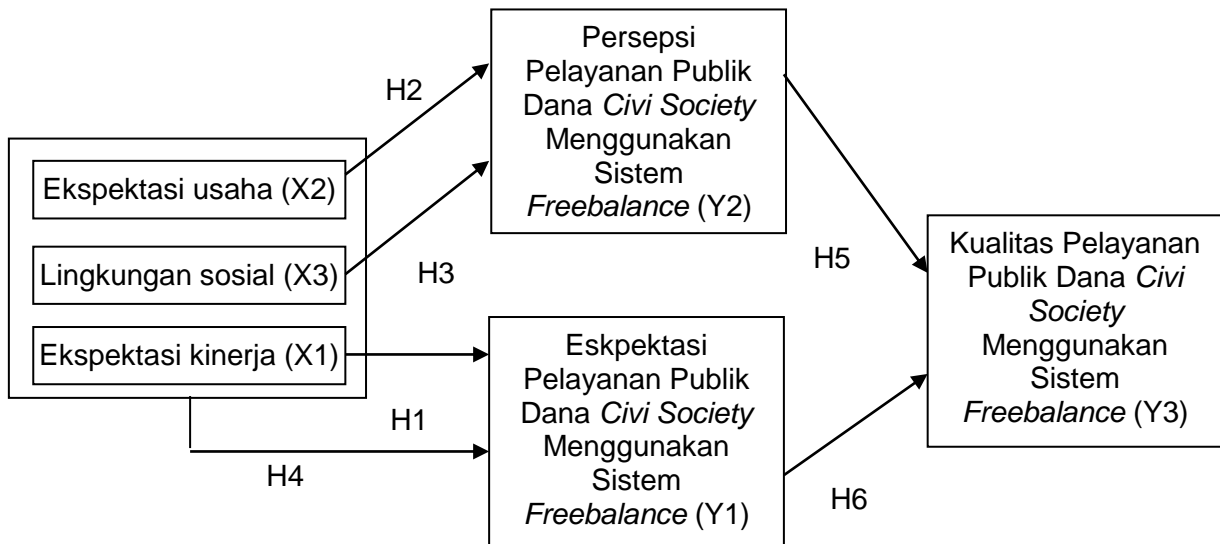 Persepsi
Pelayanan Publik
Dana Civi Society
Menggunakan
Sistem
Freebalance (Y2)
H2
Ekspektasi usaha (X2)
Lingkungan sosial (X3)
Ekspektasi kinerja (X1)
H3
H5
Kualitas Pelayanan
Publik Dana Civi
Society
Menggunakan
Sistem
Freebalance (Y3)
Eskpektasi
Pelayanan Publik
Dana Civi Society
Menggunakan
Sistem
Freebalance (Y1)
H1
H4
H6